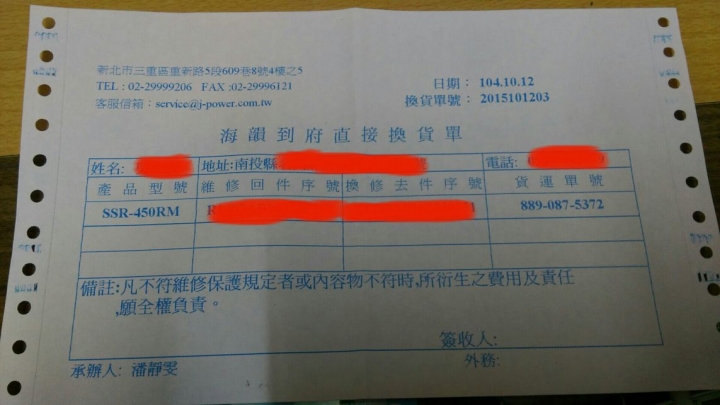 新北市三重區重新路5段609巷8號4樓之5
TEL : 02-29999206 FAX :02-29996121
客服信箱：service@j-power.com.tw
日期： 104.10.12
換貨單號： 2015101203
海韻到府直接換貨單
姓名: 地址:南投縣 電話:
產品型號 維修回件序號 換修去件序號 貨運單號
SSR-450RM 889-087-5372
備註:凡不符維修保護規定者或內容物不符時,所衍生之費用及責任
,願全權負責。
簽收人:
承辦人: 潘靜雯 外務: